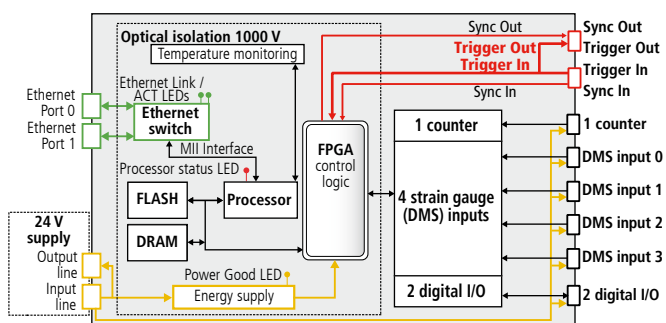 Optical isolation 1000 V
Temperature monitoring
Sync Out
Trigger Out
Trigger In
Sync In
Sync Out
Trigger Out
Trigger In
Sync In
Ethernet Link /
ACT LEDs
Ethernet
Port 0
Ethernet
Port 1
Ethernet
switch
MII Interface
Processor status LED
FPGA
control
logic
FLASH
Processor
DRAM
1 counter
4 strain gauge
(DMS) inputs
2 digital I/O
1 counter
DMS input 0
DMS input 1
DMS input 2
DMS input 3
2 digital I/O
24 V
supply
Output
line
Input
line
Power Good LED
Energy supply